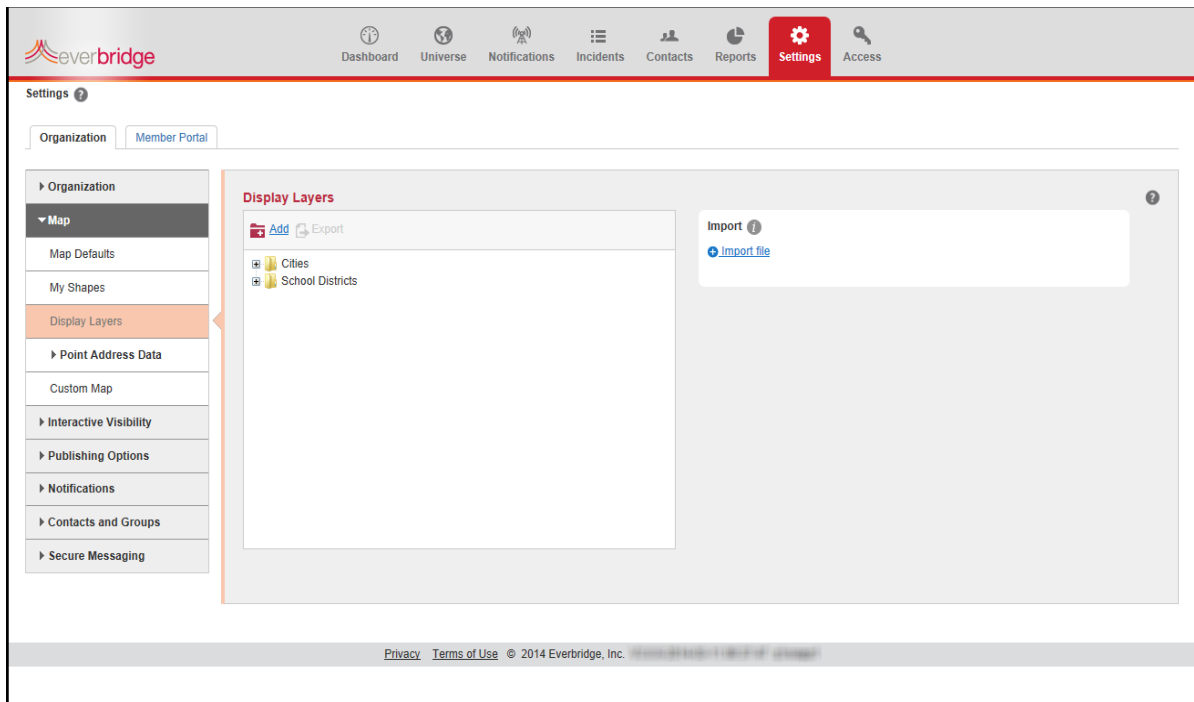 everbridge
Dashboard Universe Notifications Incidents Contacts Reports Settings Access
Settings ?
Organization Member Portal
Organization
Map
Map Defaults
My Shapes
Display Layers
Point Address Data
Custom Map
Interactive Visibility
Publishing Options
Notifications
Contacts and Groups
Secure Messaging
Display Layers ?
Add Export
Cities
School Districts
Import i
Import file
Privacy Terms of Use © 2014 Everbridge, Inc.